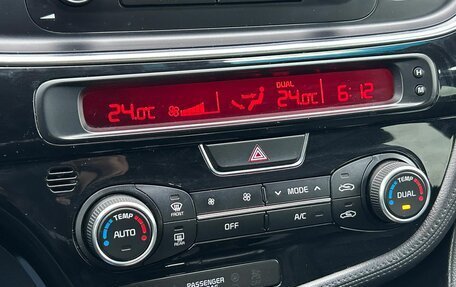 DUAL
24.0°C 24.0°C 6:12
H
M
TEMP
AUTO
FRONT
REAR
OFF
MODE
A/C
TEMP
DUAL
PASSENGER